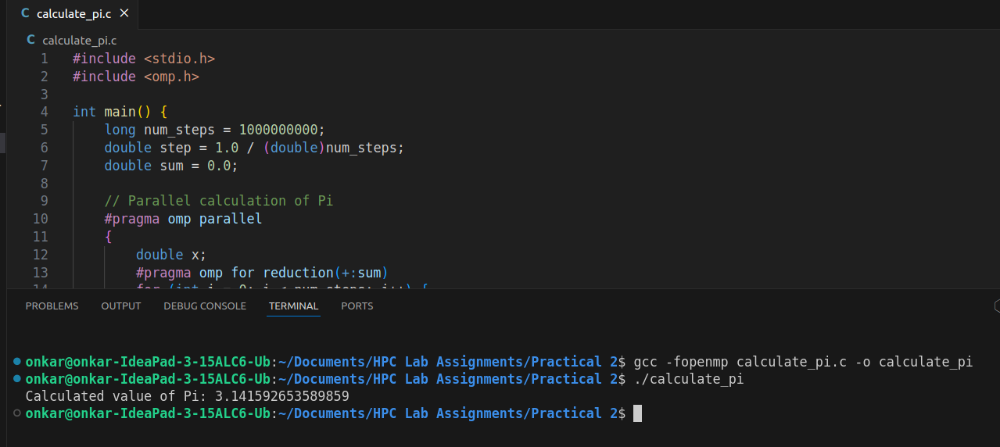 C calculate_pi.c ×
C calculate_pi.c
1 #include <stdio.h>
2 #include <omp.h>
3
4 int main() {
5 long num_steps = 1000000000;
6 double step = 1.0 / (double)num_steps;
7 double sum = 0.0;
8
9 // Parallel calculation of Pi
10 #pragma omp parallel
11 {
12 double x;
13 #pragma omp for reduction(+:sum)
14 for (int i = 0; i < num_steps; i++) {
PROBLEMS OUTPUT DEBUG CONSOLE TERMINAL PORTS
onkar@onkar-IdeaPad-3-15ALC6-Ub:~/Documents/HPC Lab Assignments/Practical 2$ gcc -fopenmp calculate_pi.c -o calculate_pi
onkar@onkar-IdeaPad-3-15ALC6-Ub:~/Documents/HPC Lab Assignments/Practical 2$ ./calculate_pi
Calculated value of Pi: 3.141592653589859
onkar@onkar-IdeaPad-3-15ALC6-Ub:~/Documents/HPC Lab Assignments/Practical 2$